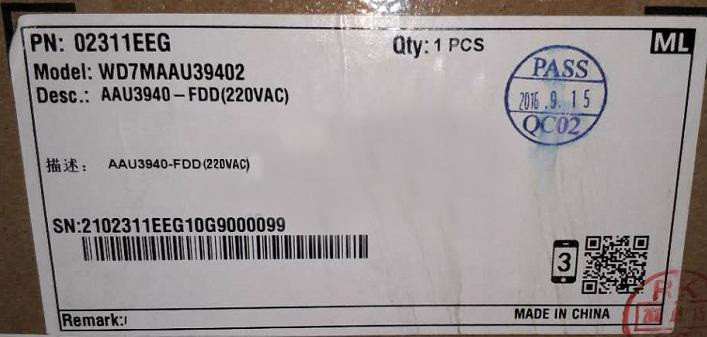 PN: 02311EEG
Qty: 1 PCS
ML
Model: WD7MAAU39402
Desc.: AAU3940-FDD(220VAC)
PASS
2016.9.15
QC02
描述: AAU3940-FDD(220VAC)
SN:2102311EEG10G9000099
3
MADE IN CHINA
Remark: